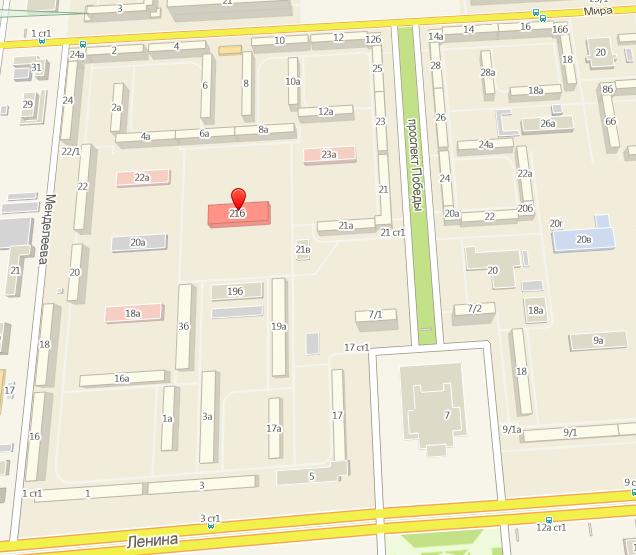 3
21
25/1
Мира
1 ст1
24а
2
4
10
12
12б
14а
14
16
16б
31
6
8
10а
25
28
28а
18
20
24
2а
29
12а
18а
8б
23
26
26а
6б
4а
6а
8а
проспект Победы
22/1
23а
24а
22
22а
21
24
22а
Менделеева
21б
20а
22
20б
21а
21 ст1
20г
20а
21в
20в
21
20
20
18а
19б
18а
7/1
7/2
18
3б
19а
9а
17 ст1
18
17
16а
17
7
16
1а
3а
17а
9/1а
9/1
5
1 ст1
1
3
9 ст1
3 ст1
12а ст1
Ленина